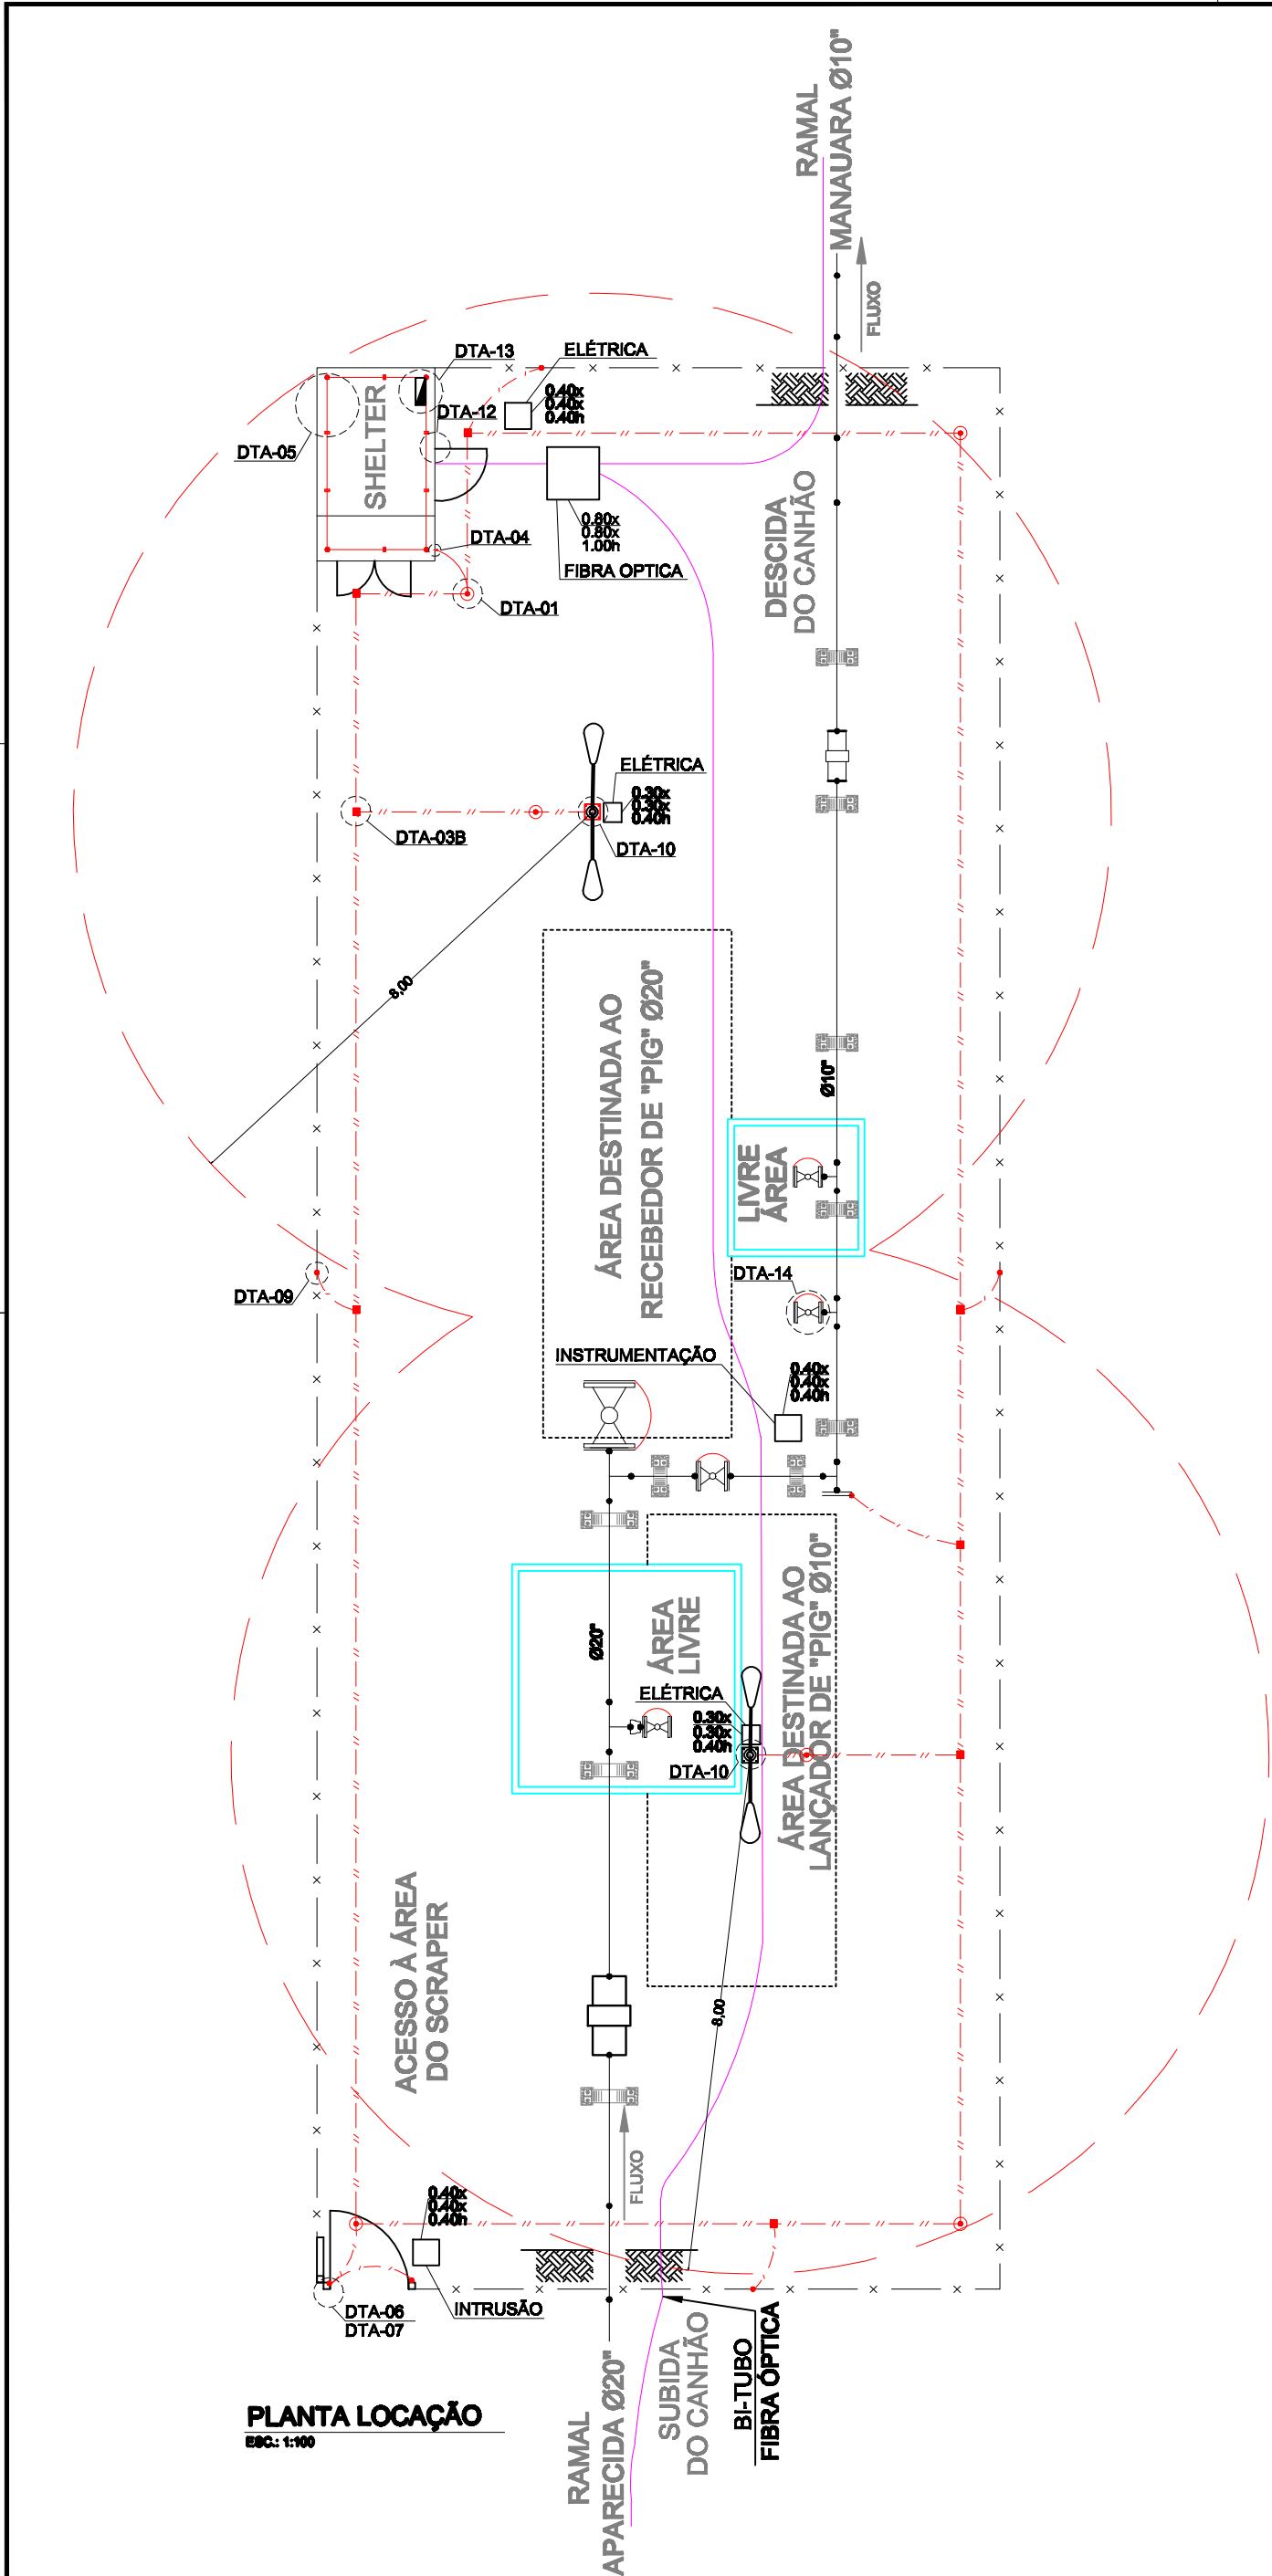 RAMAL
MANAUARA Ø10"
FLUXO
DTA-13
ELÉTRICA
0.40x
0.40x
0.40h
DTA-12
DTA-05
SHELTER
0.80x
0.80x
1.00h
FIBRA OPTICA
DTA-04
DTA-01
DESCIDA
DO CANHÃO
ELÉTRICA
0.30x
0.30x
0.40h
DTA-03B
DTA-10
8,00
ÁREA DESTINADA AO
RECEBEDOR DE "PIG" Ø20"
Ø10"
LIVRE
ÁREA
DTA-09
DTA-14
INSTRUMENTAÇÃO
0.40x
0.40x
0.40h
Ø20"
ÁREA
LIVRE
ELÉTRICA
0.30x
0.30x
0.40h
DTA-10
ÁREA DESTINADA AO
LANÇADOR DE "PIG" Ø10"
ACESSO À ÁREA
DO SCRAPER
8,00
FLUXO
0.40x
0.40x
0.40h
INTRUSÃO
DTA-06
DTA-07
RAMAL
APARECIDA Ø20"
SUBIDA
DO CANHÃO
BI-TUBO
FIBRA ÓPTICA
PLANTA LOCAÇÃO
ESC.: 1:100